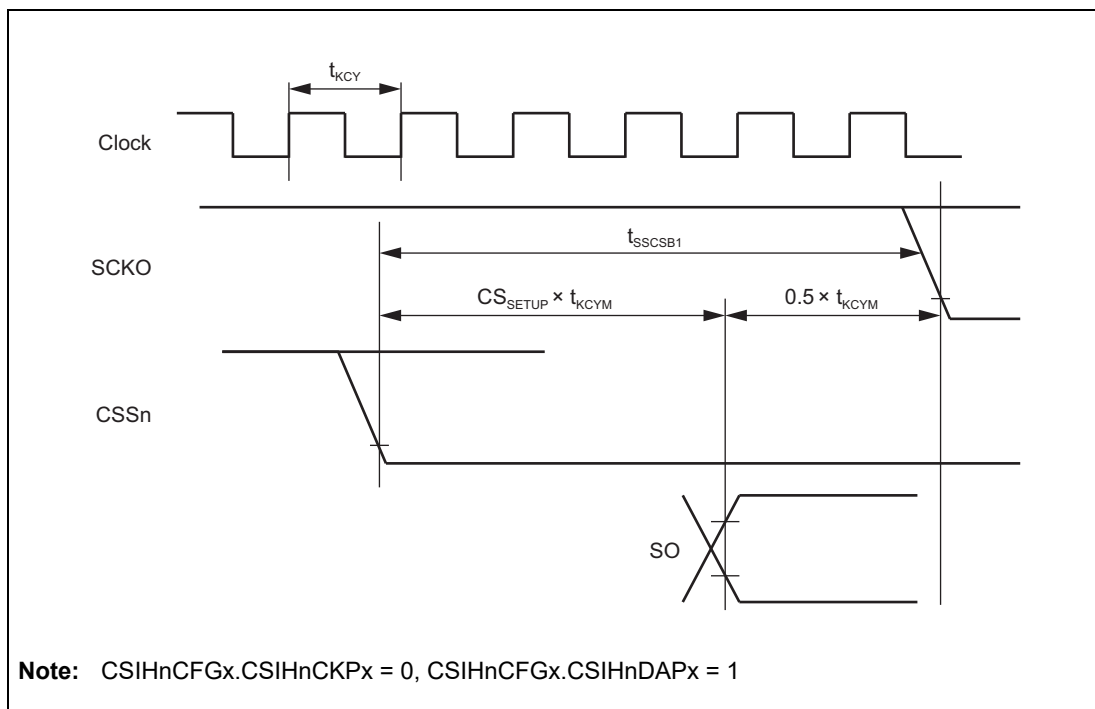 tKCY
Clock
tSSCSB1
SCKO
CSSETUP × tKCYM
0.5 × tKCYM
CSSn
SO
Note: CSIHnCFGx.CSIHnCKPx = 0, CSIHnCFGx.CSIHnDAPx = 1